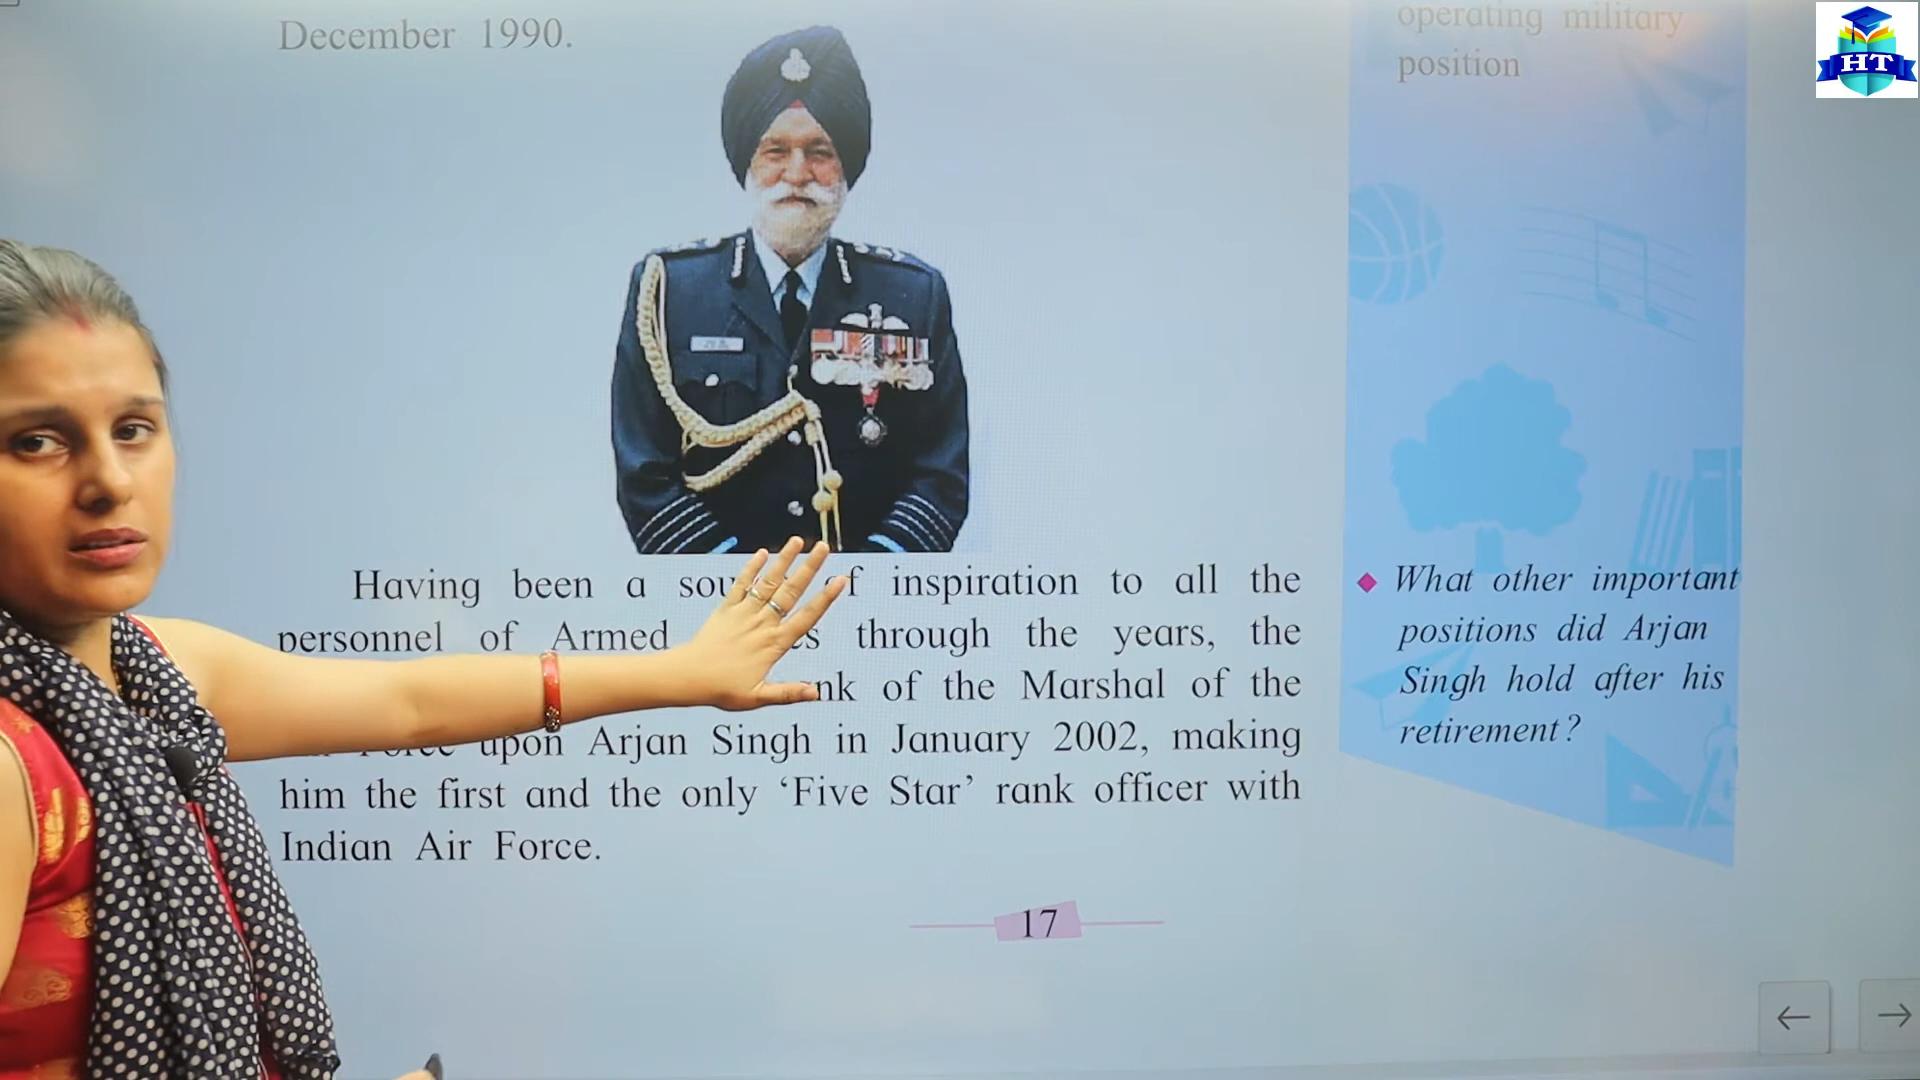 December 1990.
operating military
position
HT
Having been a of inspiration to all the
personnel of Armed through the years, the
of the Marshal of the
Force upon Arjan Singh in January 2002, making
him the first and the only ‘Five Star’ rank officer with
Indian Air Force.
What other important
positions did Arjan
Singh hold after his
retirement?
17